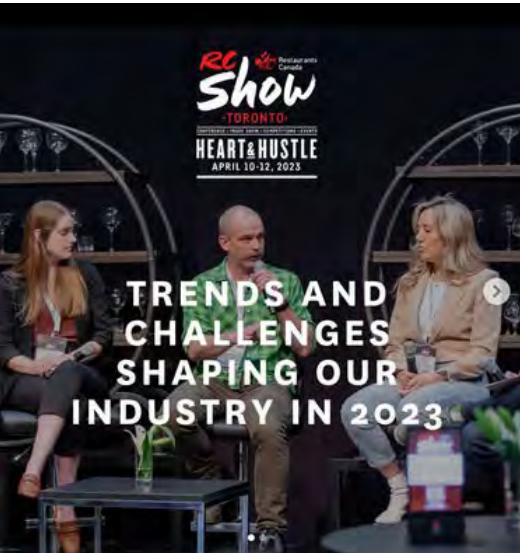 RC
Restaurants
Canada
Show
TORONTO
CONFERENCE | TRADE SHOW | COMPETITIONS | EVENTS
HEART & HUSTLE
APRIL 10-12, 2023
TRENDS AND
CHALLENGES
SHAPING OUR
INDUSTRY IN 2023